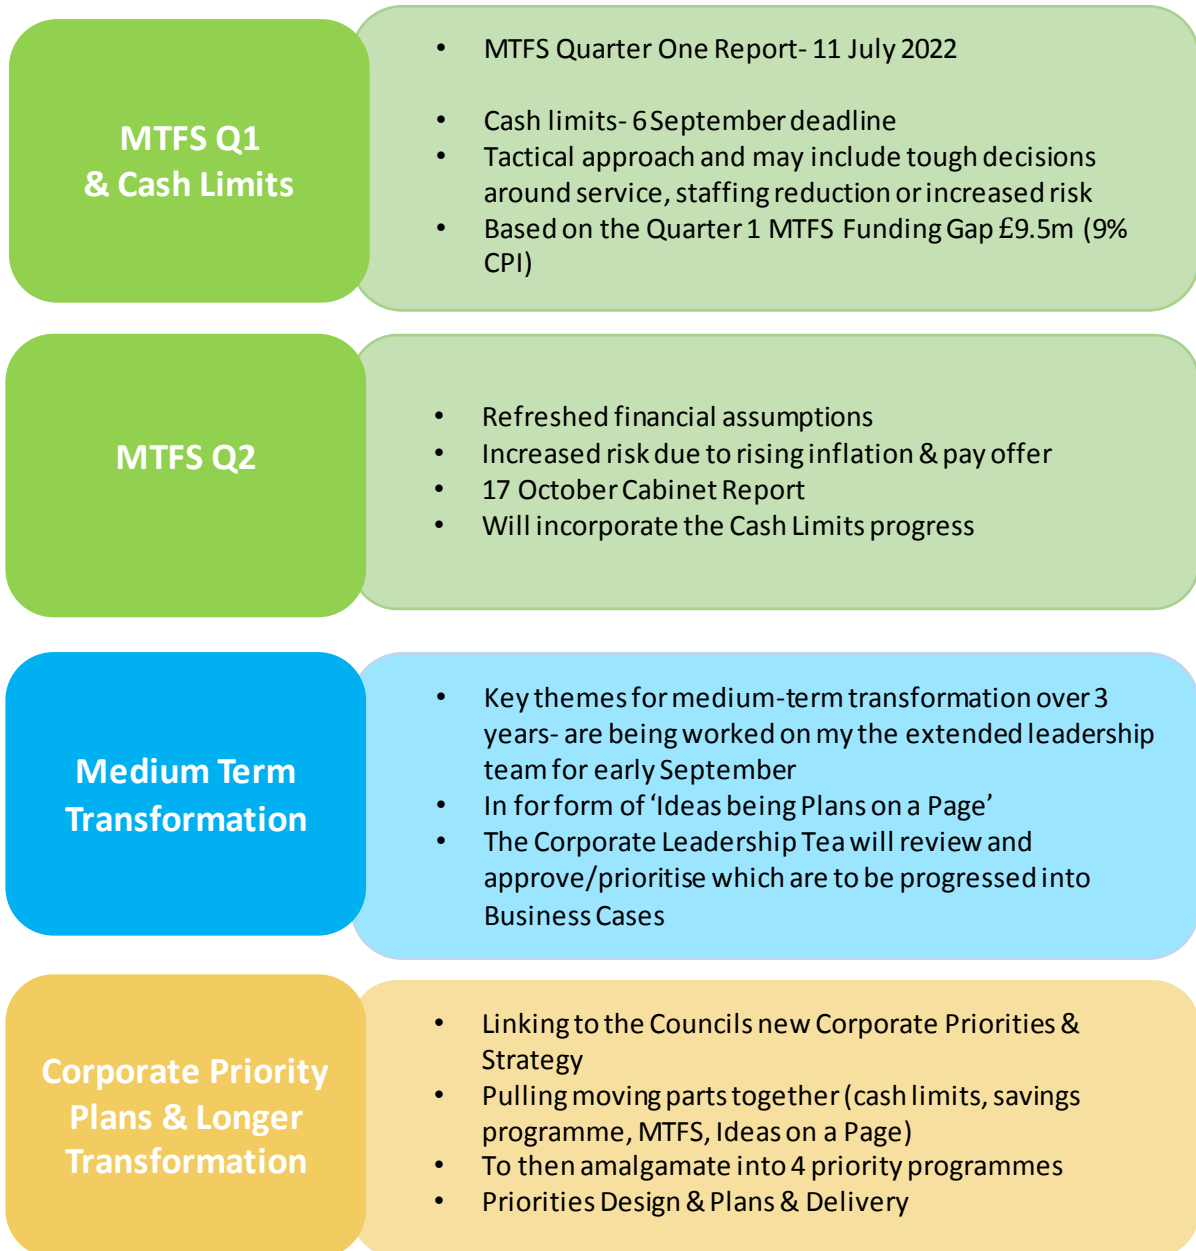 MTFS Q1
& Cash Limits
• MTFS Quarter One Report- 11 July 2022
• Cash limits- 6 September deadline
• Tactical approach and may include tough decisions
around service, staffing reduction or increased risk
• Based on the Quarter 1 MTFS Funding Gap £9.5m (9%
CPI)
MTFS Q2
• Refreshed financial assumptions
• Increased risk due to rising inflation & pay offer
• 17 October Cabinet Report
• Will incorporate the Cash Limits progress
Medium Term
Transformation
• Key themes for medium-term transformation over 3
years- are being worked on my the extended leadership
team for early September
• In for form of ‘Ideas being Plans on a Page’
• The Corporate Leadership Tea will review and
approve/prioritise which are to be progressed into
Business Cases
Corporate Priority
Plans & Longer
Transformation
• Linking to the Councils new Corporate Priorities &
Strategy
• Pulling moving parts together (cash limits, savings
programme, MTFS, Ideas on a Page)
• To then amalgamate into 4 priority programmes
• Priorities Design & Plans & Delivery